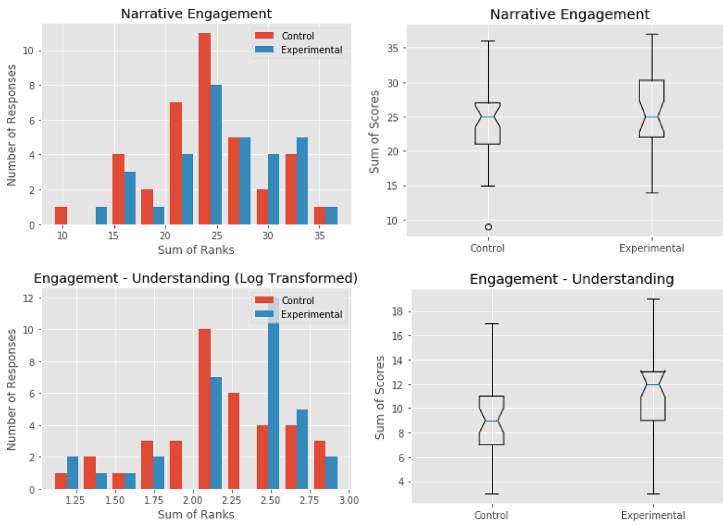 Narrative Engagement
Number of Responses
10
8
6
4
2
0
Control
Experimental
10 15 20 25 30 35
Sum of Ranks
Narrative Engagement
Sum of Scores
35
30
25
20
15
10
Control Experimental
Engagement - Understanding (Log Transformed)
Number of Responses
12
10
8
6
4
2
0
Control
Experimental
1.25 1.50 1.75 2.00 2.25 2.50 2.75 3.00
Sum of Ranks
Engagement - Understanding
Sum of Scores
18
16
14
12
10
8
6
4
Control Experimental